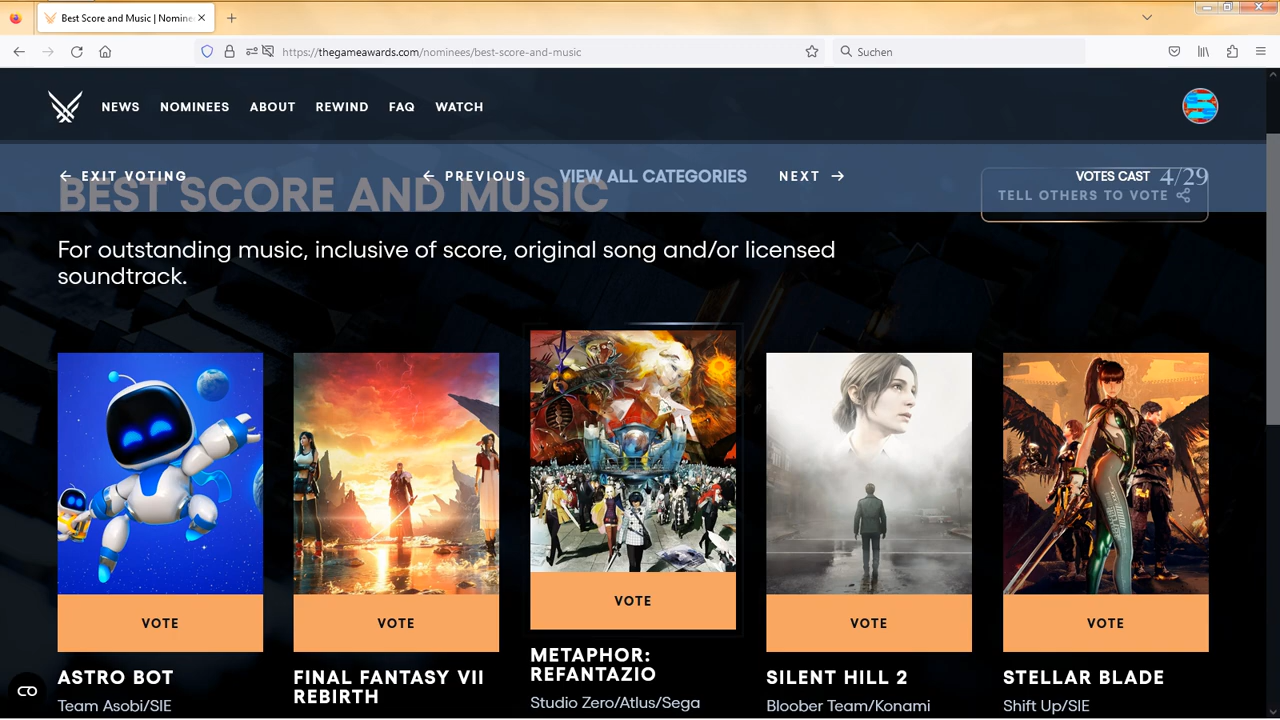 Best Score and Music | Nomine
https://thegameawards.com/nominees/best-score-and-music
Suchen
NEWS NOMINEES ABOUT REWIND FAQ WATCH
← EXIT VOTING ← PREVIOUS VIEW ALL CATEGORIES NEXT → VOTES CAST 4/29
BEST SCORE AND MUSIC
TELL OTHERS TO VOTE
For outstanding music, inclusive of score, original song and/or licensed
soundtrack.
VOTE
ASTRO BOT
Team Asobi/SIE
VOTE
FINAL FANTASY VII
REBIRTH
VOTE
METAPHOR:
REFANTAZIO
Studio Zero/Atlus/Sega
VOTE
SILENT HILL 2
Bloober Team/Konami
VOTE
STELLAR BLADE
Shift Up/SIE